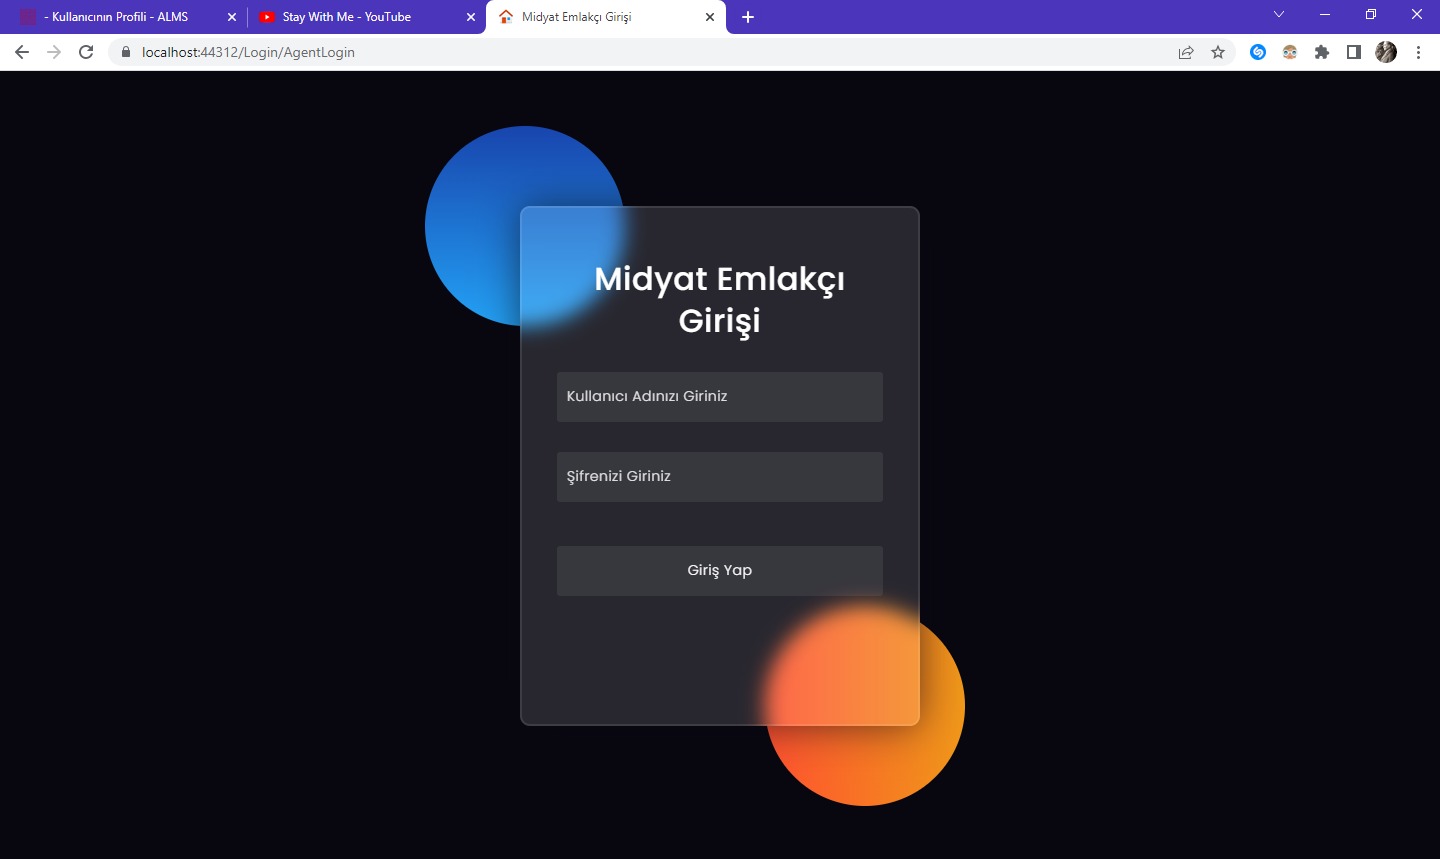 - Kullanıcının Profili - ALMS
Stay With Me - YouTube
Midyat Emlakçı Girişi
localhost:44312/Login/AgentLogin
Midyat Emlakçı
Girişi
Kullanıcı Adınızı Giriniz
Şifrenizi Giriniz
Giriş Yap